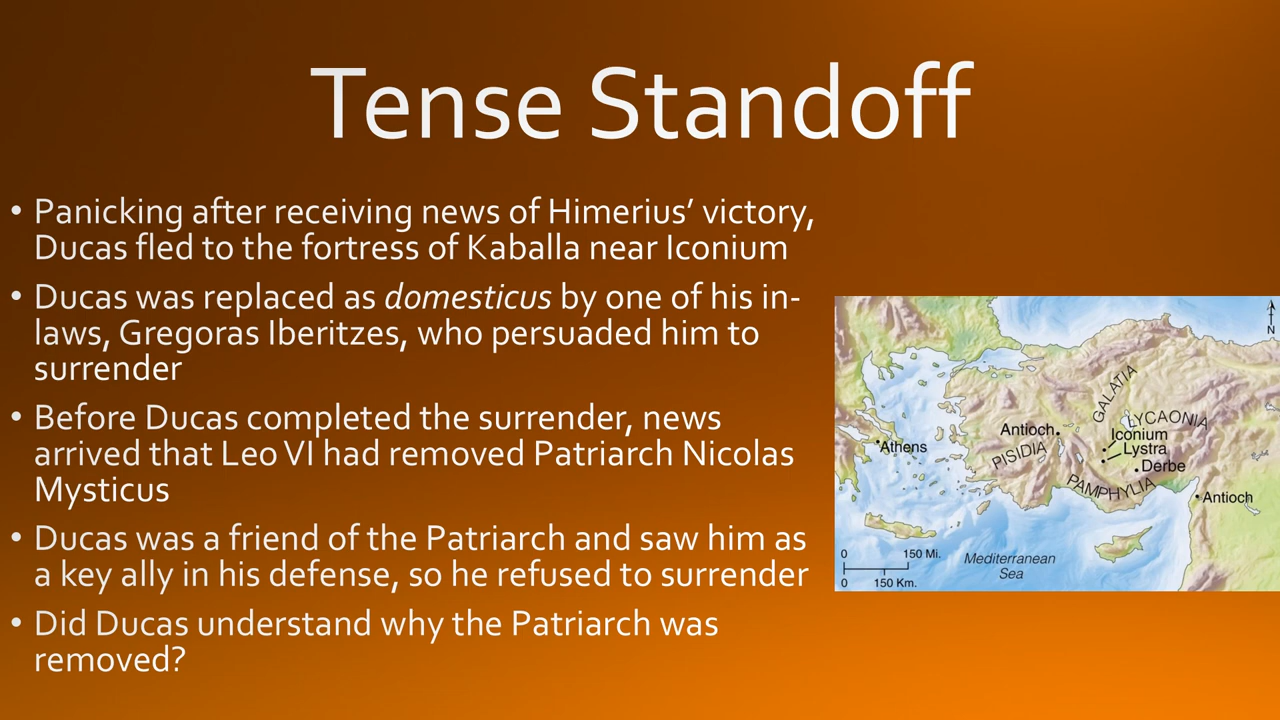 Tense Standoff
• Panicking after receiving news of Himerius’ victory,
Ducas fled to the fortress of Kaballa near Iconium
• Ducas was replaced as domesticus by one of his in-
laws, Gregoras Iberitzes, who persuaded him to
surrender
• Before Ducas completed the surrender, news
arrived that Leo VI had removed Patriarch Nicolas
Mysticus
• Ducas was a friend of the Patriarch and saw him as
a key ally in his defense, so he refused to surrender
• Did Ducas understand why the Patriarch was
removed?
N
GALATIA
LYCAONIA
Antioch
Iconium
Athens
PISIDIA
Lystra
Derbe
PAMPHYLIA
Antioch
0 150 Mi.
Mediterranean
Sea
0 150 Km.